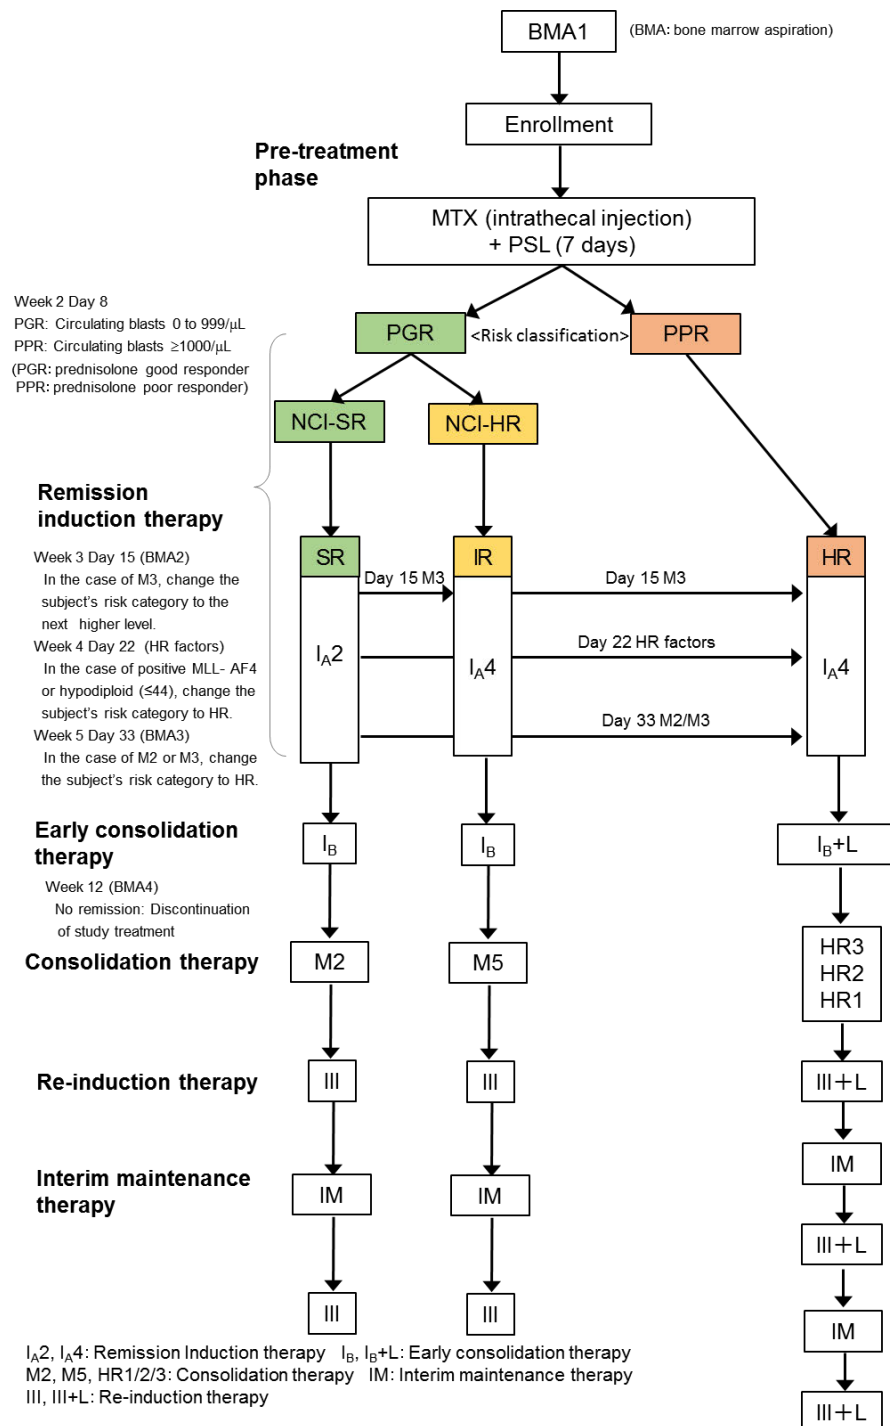 BMA1
(BMA: bone marrow aspiration)
Enrollment
Pre-treatment
phase
MTX (intrathecal injection)
+ PSL (7 days)
Week 2 Day 8
PGR: Circulating blasts 0 to 999/μL
PPR: Circulating blasts ≥1000/μL
(PGR: prednisolone good responder
PPR: prednisolone poor responder)
PGR
<Risk classification>
PPR
NCI-SR
NCI-HR
Remission
induction therapy
SR
IR
HR
Week 3 Day 15 (BMA2)
In the case of M3, change the
subject's risk category to the
next higher level.
Week 4 Day 22 (HR factors)
In the case of positive MLL- AF4
or hypodiploid (≤44), change the
subject's risk category to HR.
Week 5 Day 33 (BMA3)
In the case of M2 or M3, change
the subject's risk category to HR.
Day 15 M3
Day 15 M3
Day 22 HR factors
IA2
IA4
IA4
Day 33 M2/M3
Early consolidation
therapy
IB
IB
IB+L
Week 12 (BMA4)
No remission: Discontinuation
of study treatment
Consolidation therapy
M2
M5
HR3
HR2
HR1
Re-induction therapy
III
III
III+L
Interim maintenance
therapy
IM
IM
IM
III+L
III
III
IM
III+L
IA2, IA4: Remission Induction therapy IB, IB+L: Early consolidation therapy
M2, M5, HR1/2/3: Consolidation therapy IM: Interim maintenance therapy
III, III+L: Re-induction therapy